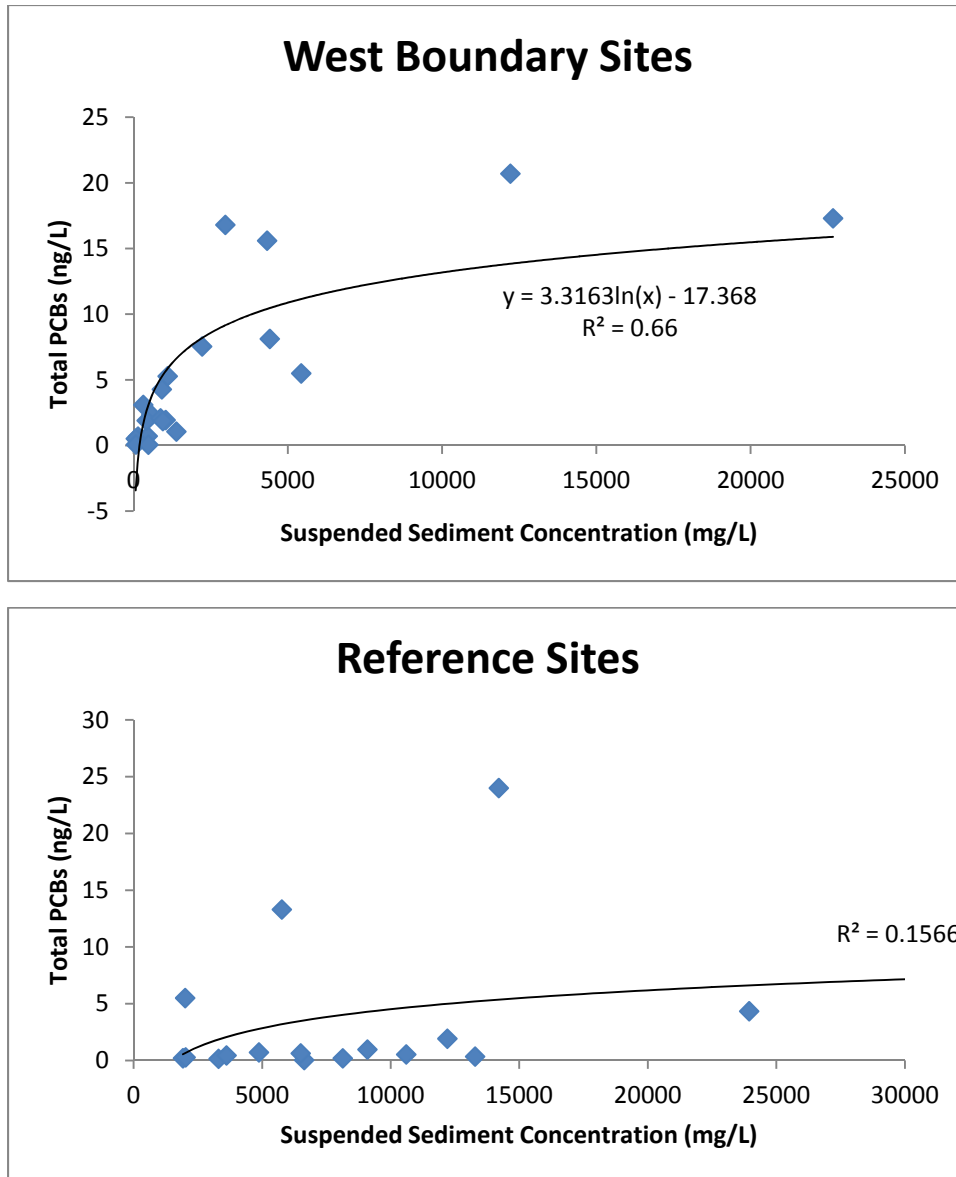 West Boundary Sites
25
20
15
10
5
0
-5
Total PCBs (ng/L)
y = 3.3163ln(x) - 17.368
R² = 0.66
0 5000 10000 15000 20000 25000
Suspended Sediment Concentration (mg/L)
Reference Sites
30
25
20
15
10
5
0
Total PCBs (ng/L)
R² = 0.1566
0 5000 10000 15000 20000 25000 30000
Suspended Sediment Concentration (mg/L)